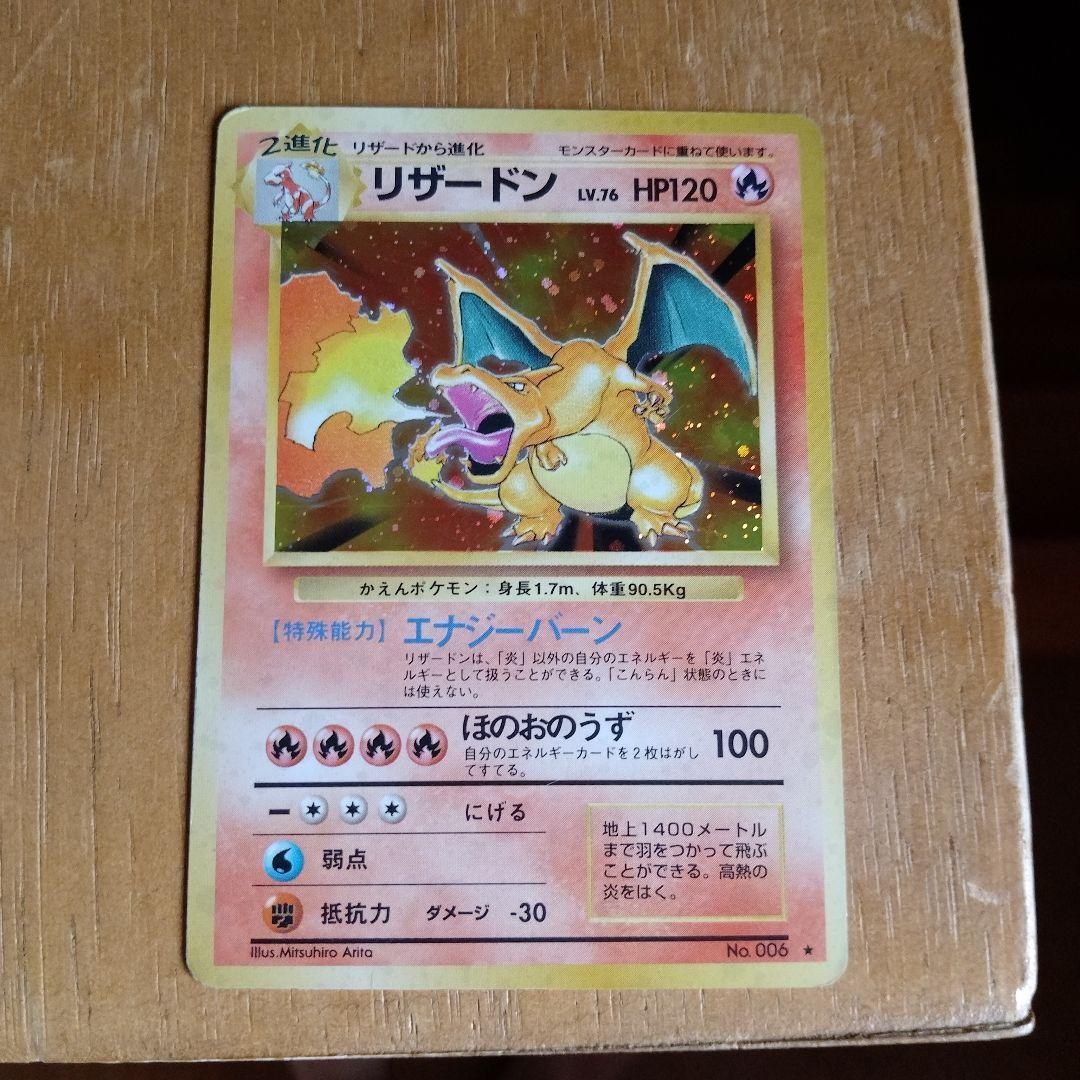 2進化 リザードから進化 モンスターカードに重ねて使います。
リザードン LV.76 HP120
かえんポケモン：身長1.7m、体重90.5Kg
【特殊能力】 エナジーバーン
リザードンは、「炎」以外の自分のエネルギーを「炎」エネ
ルギーとして扱うことができる。「こんらん」状態のときに
は使えない。
ほのおのうず 100
自分のエネルギーカードを2枚はがし
てすてる。
ー にげる
弱点
抵抗力 ダメージ -30
地上1400メートル
まで羽をつかって飛ぶ
ことができる。高熱の
炎をはく。
Illus.Mitsuhiro Arita No. 006 ★